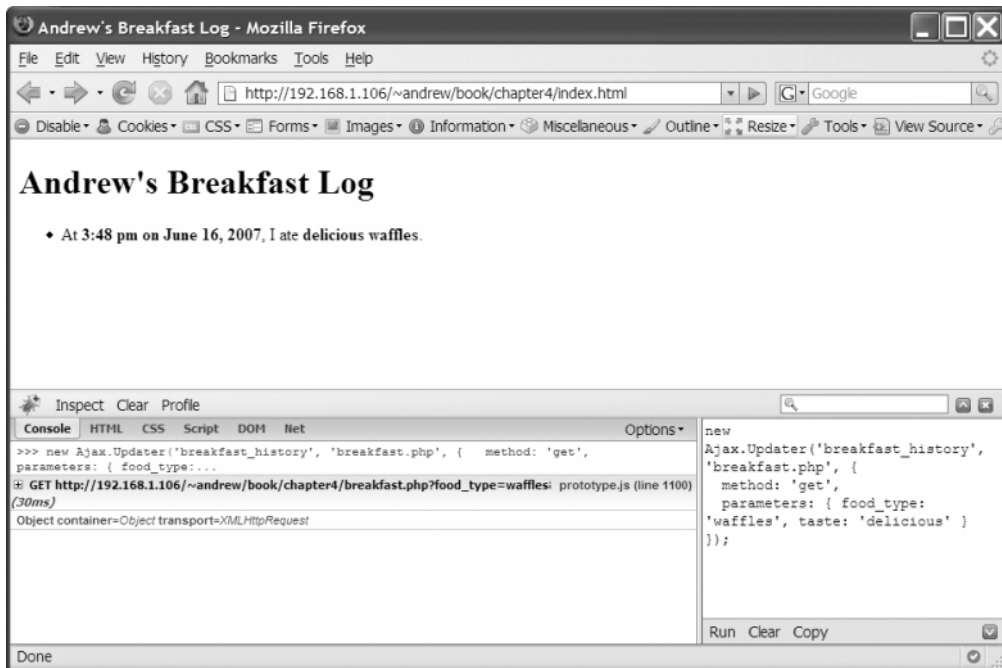 Andrew's Breakfast Log - Mozilla Firefox
File Edit View History Bookmarks Tools Help
http://192.168.1.106/~andrew/book/chapter4/index.html
G Google
Disable Cookies CSS Forms Images Information Miscellaneous Outline Resize Tools View Source
Andrew's Breakfast Log
At 3:48 pm on June 16, 2007, I ate delicious waffles.
Inspect Clear Profile
Console HTML CSS Script DOM Net Options
>>> new Ajax.Updater('breakfast_history', 'breakfast.php', { method: 'get',
parameters: { food_type:...
GET http://192.168.1.106/~andrew/book/chapter4/breakfast.php?food_type=waffles prototype.js (line 1100)
(30ms)
Object container=Object transport=XMLHttpRequest
new
Ajax.Updater('breakfast_history',
'breakfast.php', {
method: 'get',
parameters: { food_type:
'waffles', taste: 'delicious' }
});
Run Clear Copy
Done